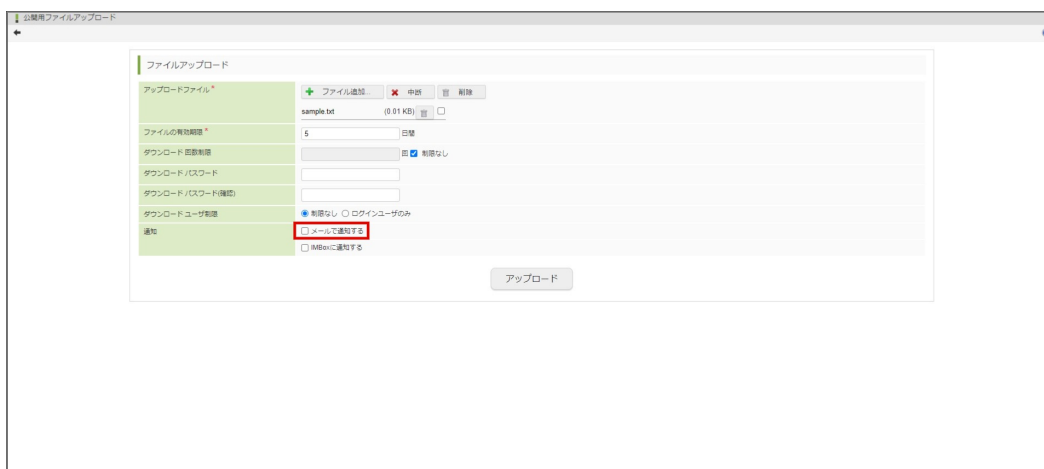 公開用ファイルアップロード
ファイルアップロード
アップロードファイル*
ファイル追加... 中断 削除
sample.txt (0.01 KB)
ファイルの有効期限* 5 日間
ダウンロード 回数制限 回 制限なし
ダウンロード パスワード
ダウンロード パスワード(確認)
ダウンロード ユーザ制限 制限なし ログインユーザのみ
通知 メールで通知する
IMBoxに通知する
アップロード